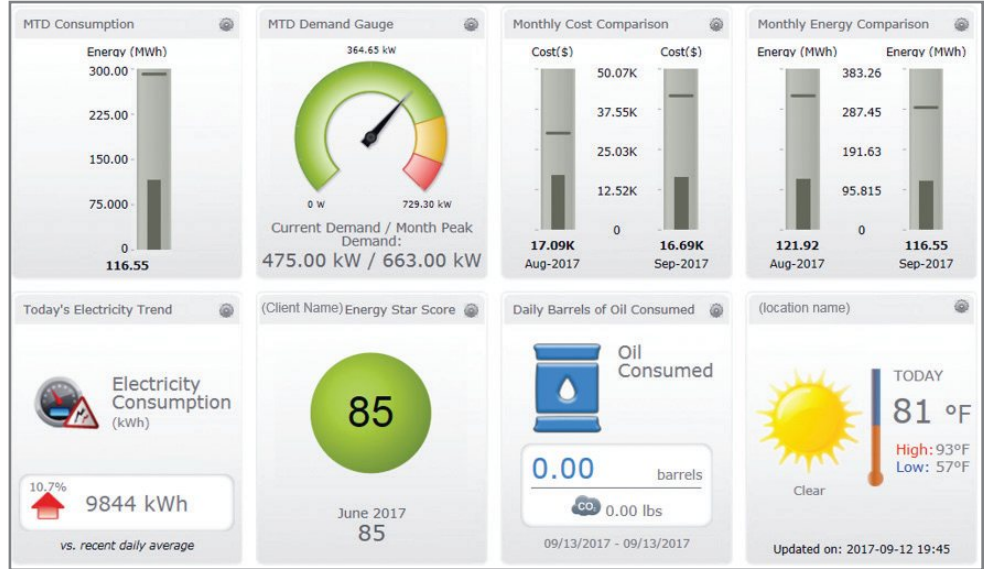 MTD Consumption
Energy (MWh)
300.00
225.00
150.00
75.000
0
116.55
MTD Demand Gauge
364.65 kW
0 W
729.30 kW
Current Demand / Month Peak
Demand:
475.00 kW / 663.00 kW
Monthly Cost Comparison
Cost($)
Cost($)
50.07K
37.55K
25.03K
12.52K
0
17.09K
16.69K
Aug-2017
Sep-2017
Monthly Energy Comparison
Energy (MWh)
Energy (MWh)
383.26
287.45
191.63
95.815
0
121.92
116.55
Aug-2017
Sep-2017
Today's Electricity Trend
Electricity
Consumption
(kWh)
10.7%
9844 kWh
vs. recent daily average
(Client Name) Energy Star Score
85
June 2017
85
Daily Barrels of Oil Consumed
Oil
Consumed
0.00 barrels
CO₂ 0.00 lbs
09/13/2017 - 09/13/2017
(location name)
TODAY
81 ºF
High: 93ºF
Low: 57ºF
Clear
Updated on: 2017-09-12 19:45